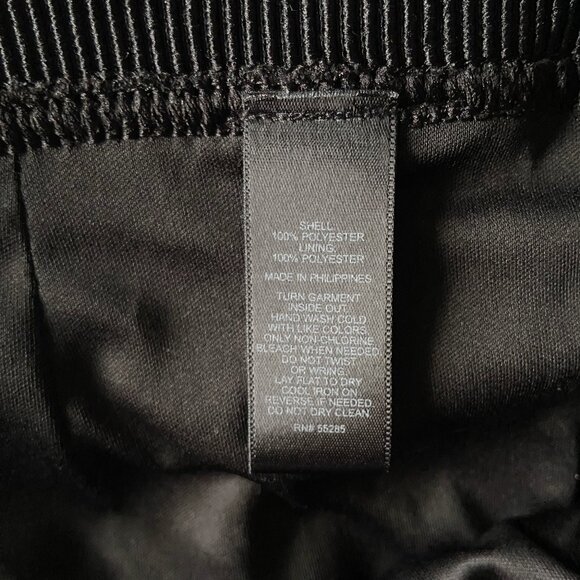 SHELL:
100% POLYESTER
LINING:
100% POLYESTER
MADE IN PHILIPPINES
TURN GARMENT
INSIDE OUT.
HAND WASH COLD
WITH LIKE COLORS.
ONLY NON-CHLORINE
BLEACH WHEN NEEDED.
DO NOT TWIST
OR WRING.
LAY FLAT TO DRY
COOL IRON ON
REVERSE IF NEEDED.
DO NOT DRY CLEAN.
RN# 55285